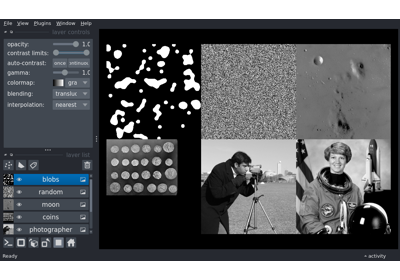 File View Plugins Window Help
layer controls
opacity: 1.0
contrast limits:
auto-contrast: once
gamma: 1.0
colormap: gra
blending: transluc
interpolation: nearest
layer list
blobs
random
moon
coins
photographer
Ready activity